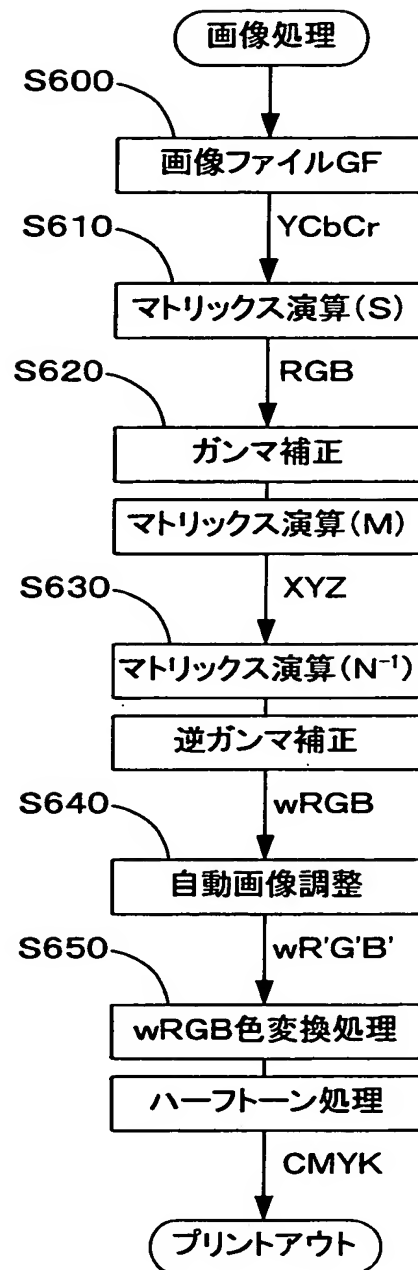 画像処理
S600
画像ファイルGF
S610
YCbCr
マトリックス演算(S)
S620
RGB
ガンマ補正
マトリックス演算(M)
S630
XYZ
マトリックス演算(N⁻¹)
逆ガンマ補正
S640
wRGB
自動画像調整
S650
wR'G'B'
wRGB色変換処理
ハーフトーン処理
CMYK
プリントアウト